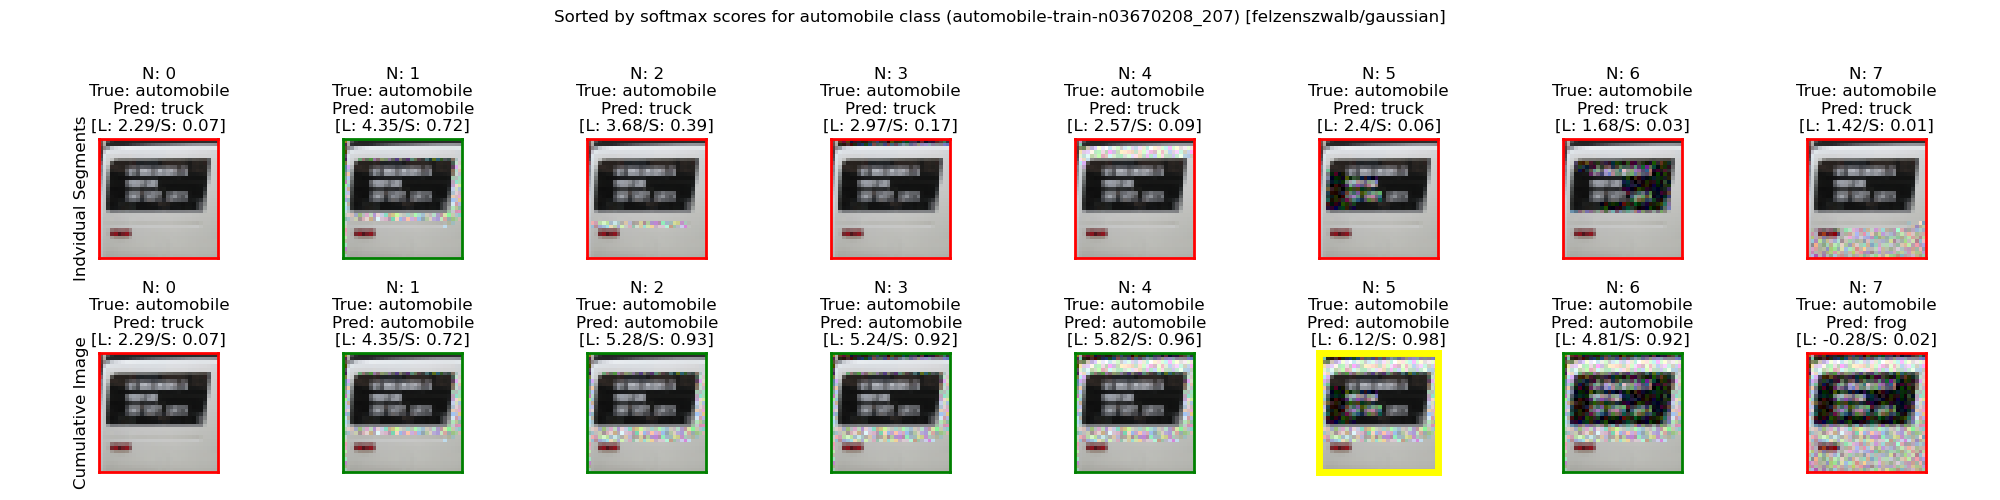 Sorted by softmax scores for automobile class (automobile-train-n03670208_207) [felzenszwalb/gaussian]
Individual Segments
N: 0
True: automobile
Pred: truck
[L: 2.29/S: 0.07]
N: 1
True: automobile
Pred: automobile
[L: 4.35/S: 0.72]
N: 2
True: automobile
Pred: truck
[L: 3.68/S: 0.39]
N: 3
True: automobile
Pred: truck
[L: 2.97/S: 0.17]
N: 4
True: automobile
Pred: truck
[L: 2.57/S: 0.09]
N: 5
True: automobile
Pred: truck
[L: 2.4/S: 0.06]
N: 6
True: automobile
Pred: truck
[L: 1.68/S: 0.03]
N: 7
True: automobile
Pred: truck
[L: 1.42/S: 0.01]
Cumulative Image
N: 0
True: automobile
Pred: truck
[L: 2.29/S: 0.07]
N: 1
True: automobile
Pred: automobile
[L: 4.35/S: 0.72]
N: 2
True: automobile
Pred: automobile
[L: 5.28/S: 0.93]
N: 3
True: automobile
Pred: automobile
[L: 5.24/S: 0.92]
N: 4
True: automobile
Pred: automobile
[L: 5.82/S: 0.96]
N: 5
True: automobile
Pred: automobile
[L: 6.12/S: 0.98]
N: 6
True: automobile
Pred: automobile
[L: 4.81/S: 0.92]
N: 7
True: automobile
Pred: frog
[L: -0.28/S: 0.02]